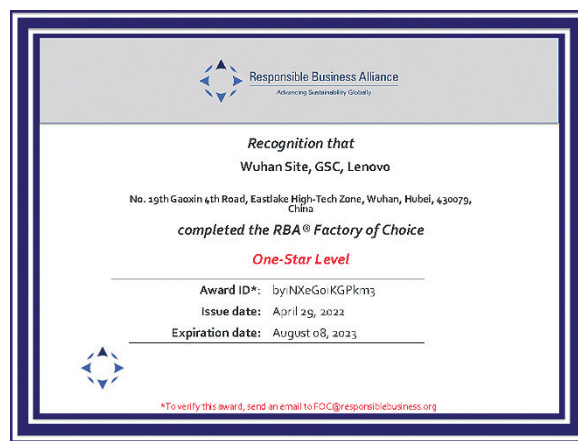 Responsible Business Alliance
Advancing Sustainability Globally
Recognition that
Wuhan Site, GSC, Lenovo
No. 19th Gaoxin 4th Road, Eastlake High-Tech Zone, Wuhan, Hubei, 430079,
China
completed the RBA® Factory of Choice
One-Star Level
Award ID*: byiNXeGoiKGPkm3
Issue date: April 29, 2022
Expiration date: August 08, 2023
*To verify this award, send an email to FOC@responsiblebusiness.org